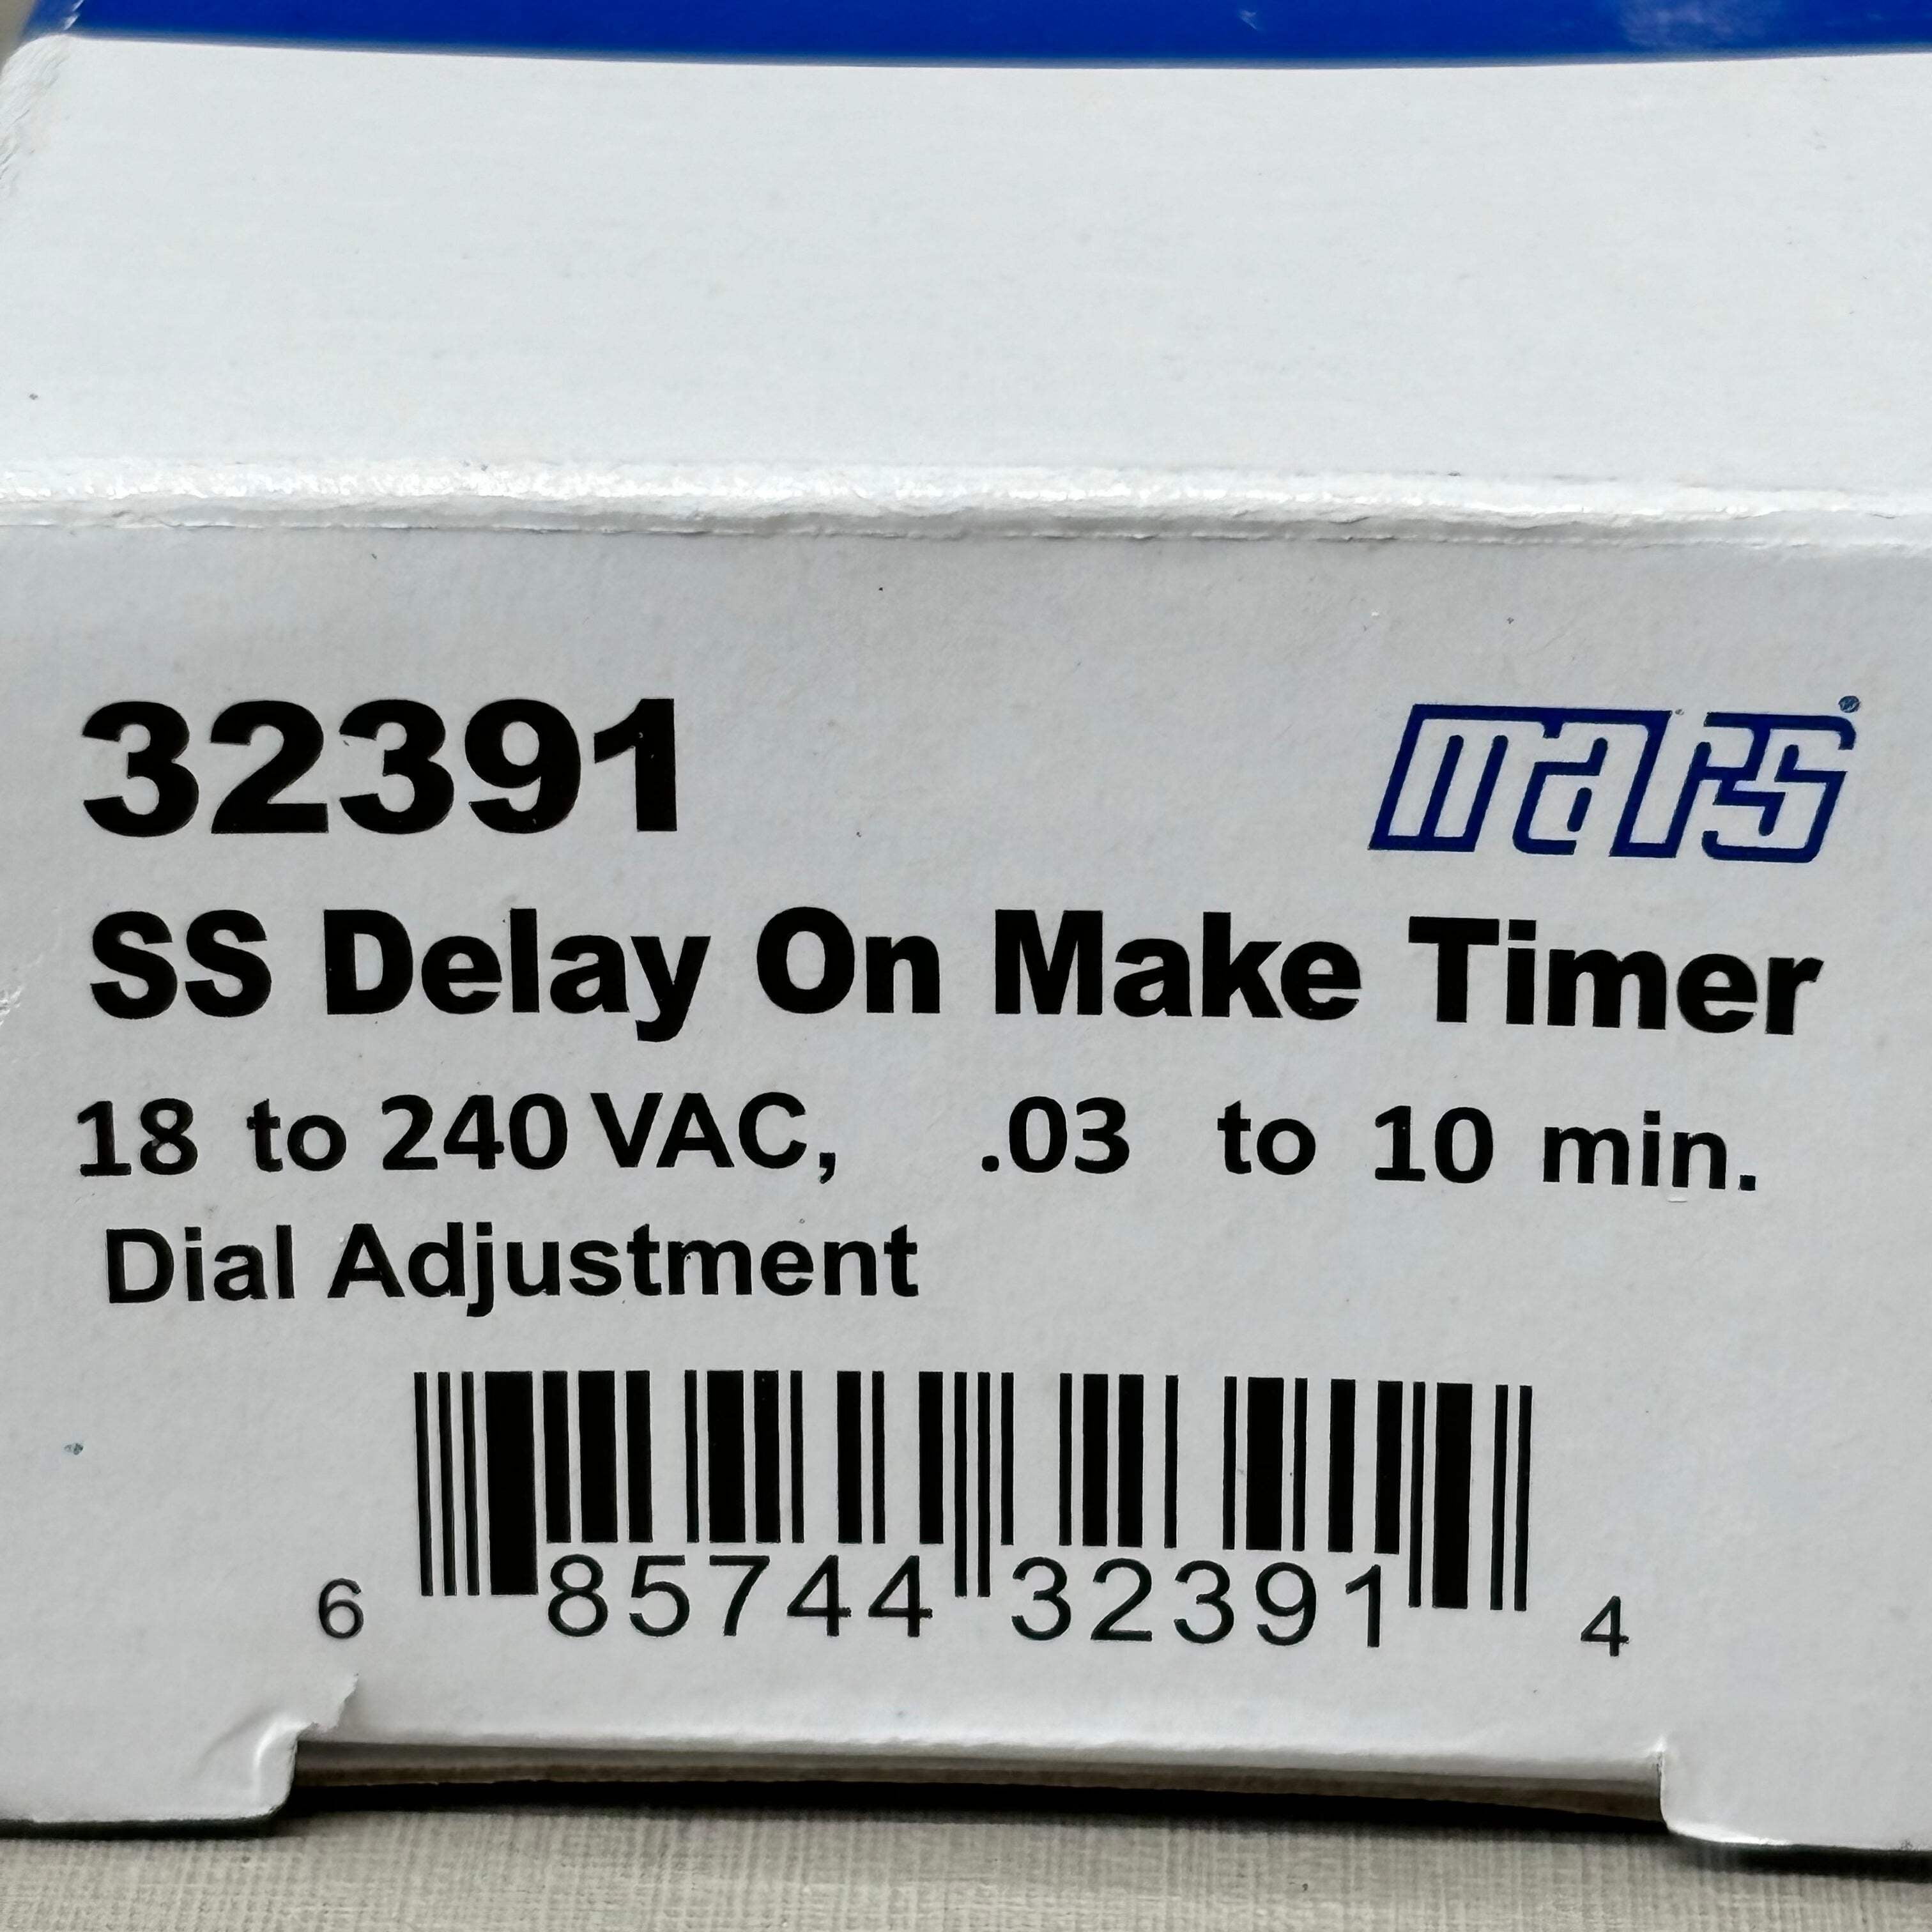 32391
mars®
SS Delay On Make Timer
18 to 240 VAC, .03 to 10 min.
Dial Adjustment
6 85744 32391 4